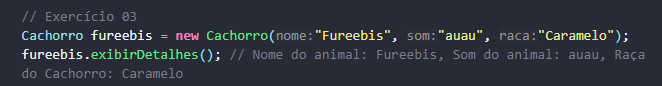 // Exercício 03
Cachorro fureebis = new Cachorro(nome:"Fureebis", som:"auau", raca:"Caramelo");
fureebis.exibirDetalhes(); // Nome do animal: Fureebis, Som do animal: auau, Raça
do Cachorro: Caramelo